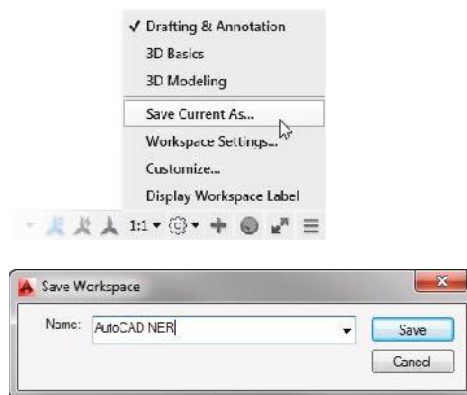 ✓ Drafting & Annotation
3D Basics
3D Modeling
Save Current As...
Workspace Settings...
Customize...
Display Workspace Label
1:1
Save Workspace
Name: AutoCAD NER
Save
Cancel